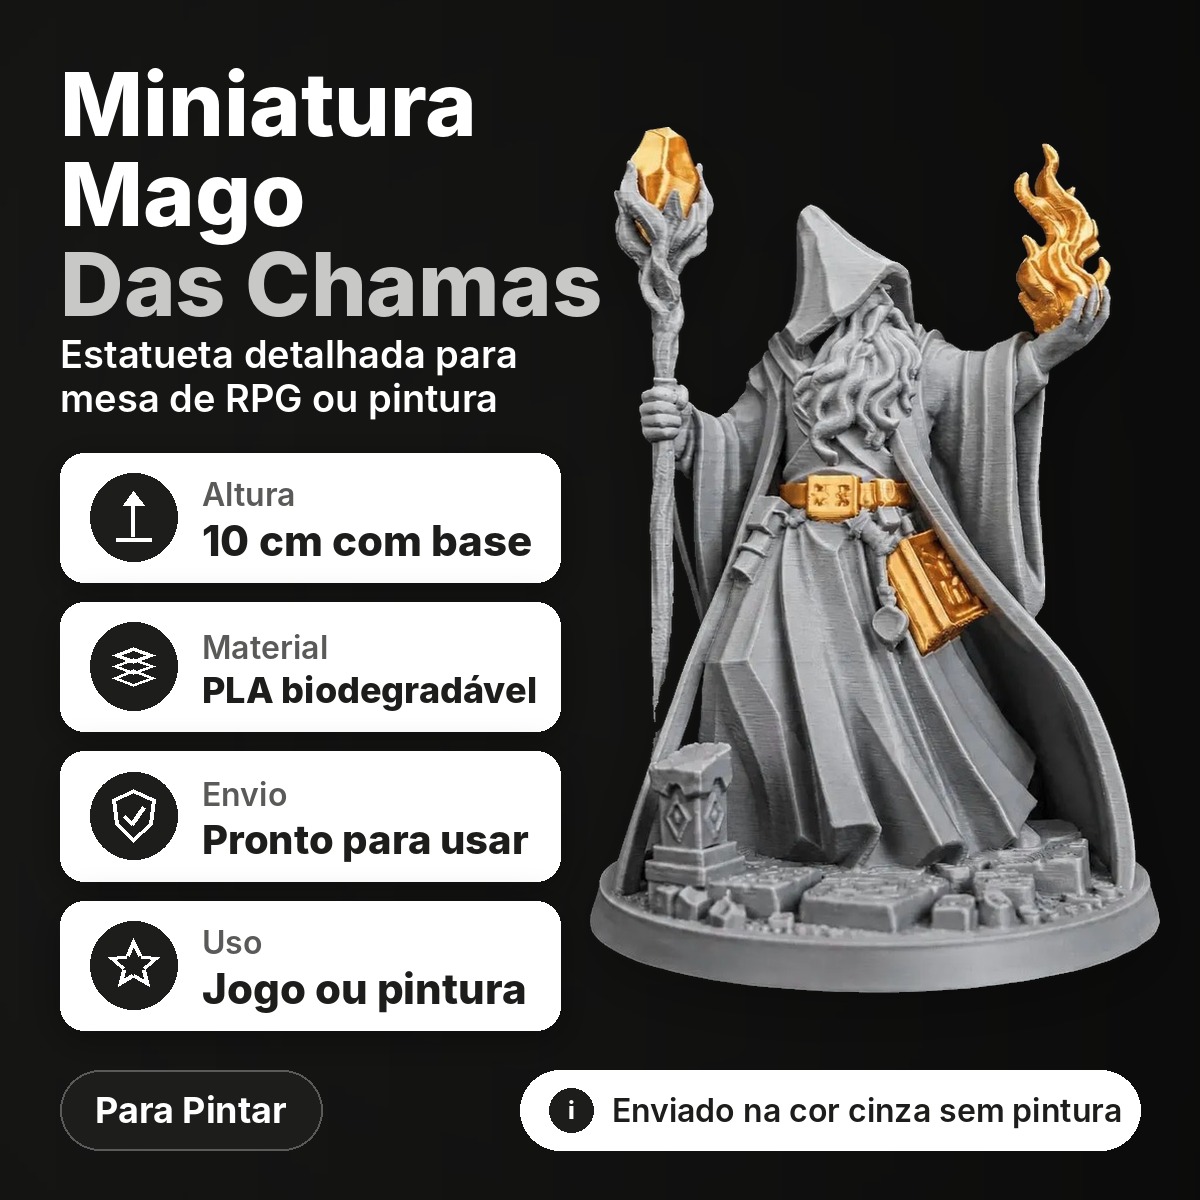 Miniatura
Mago
Das Chamas
Estatueta detalhada para
mesa de RPG ou pintura
Altura
10 cm com base
Material
PLA biodegradável
Envio
Pronto para usar
Uso
Jogo ou pintura
Para Pintar
i Enviado na cor cinza sem pintura